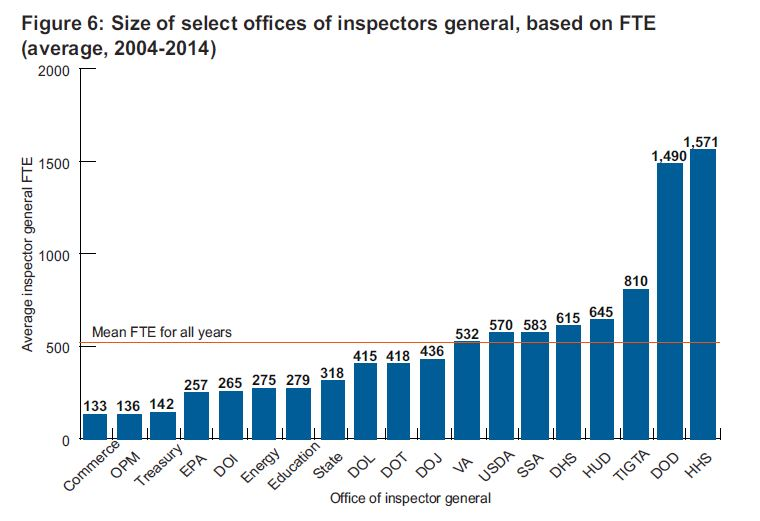 Figure 6: Size of select offices of inspectors general, based on FTE
(average, 2004-2014)
2000
1500
1000
500
0
Average inspector general FTE
Mean FTE for all years
133
136
142
257
265
275
279
318
415
418
436
532
570
583
615
645
810
1,490
1,571
Commerce
OPM
Treasury
EPA
DOI
Energy
Education
State
DOL
DOT
DOJ
VA
USDA
SSA
DHS
HUD
TIGTA
DOD
HHS
Office of inspector general